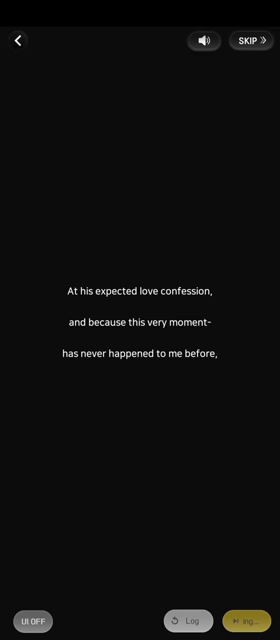 SKIP
At his expected love confession,
and because this very moment-
has never happened to me before,
UI OFF
Log
ing...